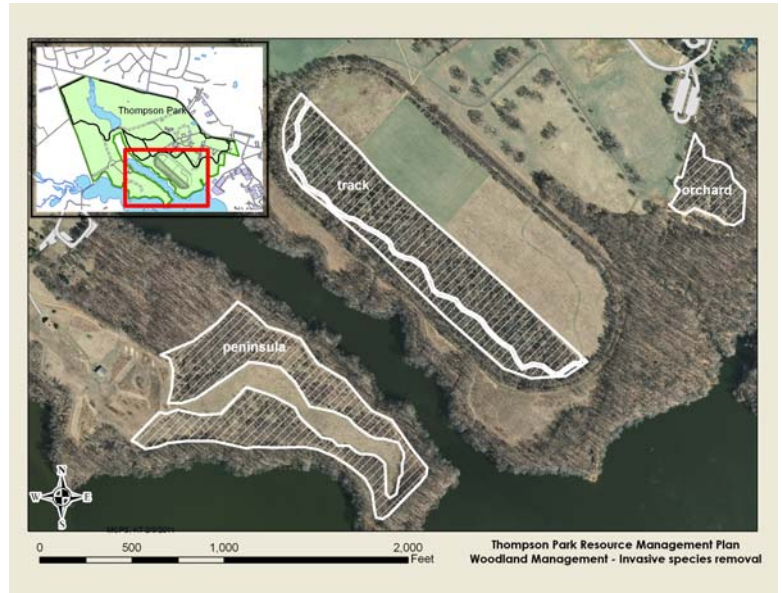 Thompson Park
track
orchard
peninsula
N
W E
S
0 500 1,000 2,000
Feet
Thompson Park Resource Management Plan
Woodland Management - Invasive species removal